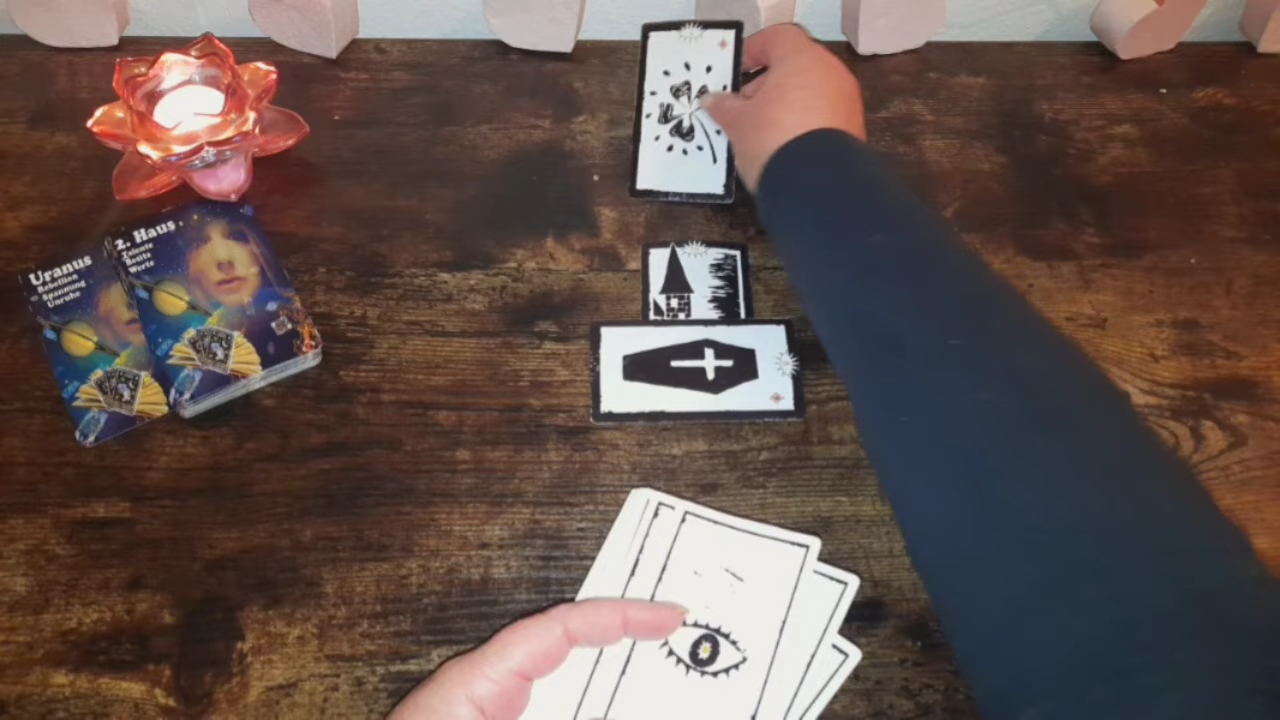 Uranus
Rebellion
Spannung
Unruhe
2. Haus
Talente
Besitz
Werte